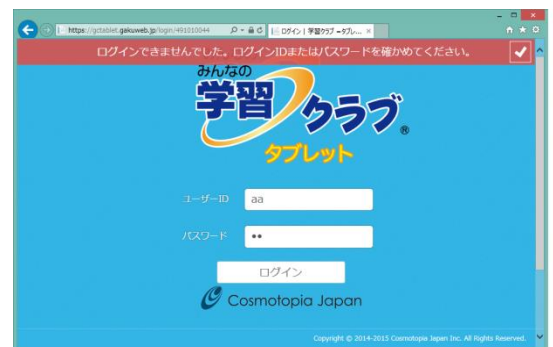 https://gctablet.gakuweb.jp/login/491010044
ログイン | 学習クラブ -タブレ...
ログインできませんでした。ログインIDまたはパスワードを確かめてください。
みんなの
学習クラブ®
タブレット
ユーザーID aa
パスワード ••
ログイン
Cosmotopia Japan
Copyright © 2014-2015 Cosmotopia Japan Inc. All Rights Reserved.